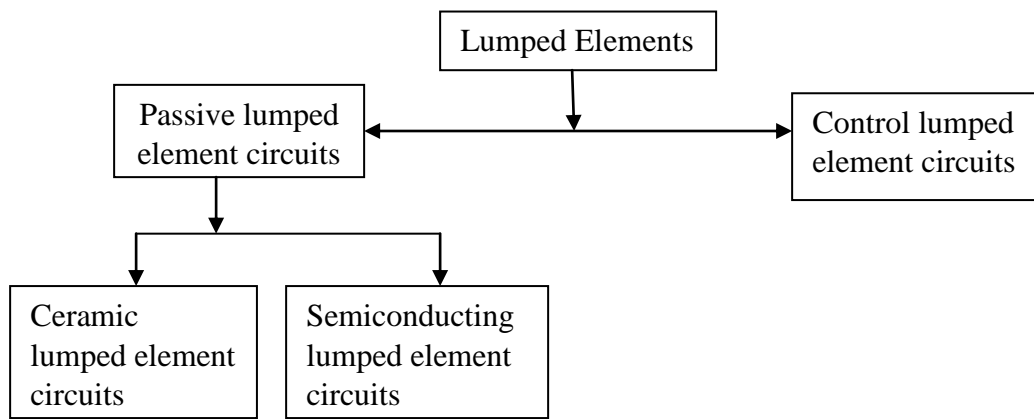 Lumped Elements
Passive lumped
element circuits
Control lumped
element circuits
Ceramic
lumped element
circuits
Semiconducting
lumped element
circuits